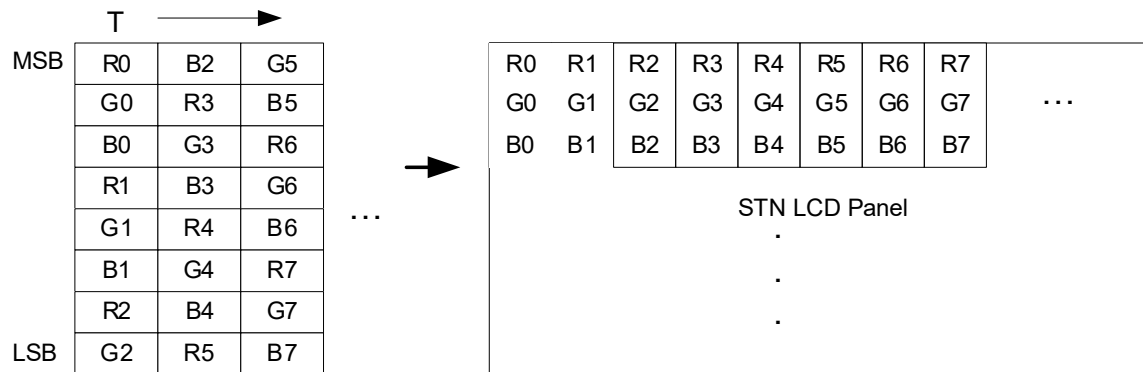 T
MSB R0 B2 G5 R0 R1 R2 R3 R4 R5 R6 R7
G0 R3 B5 G0 G1 G2 G3 G4 G5 G6 G7 ...
B0 G3 R6 B0 B1 B2 B3 B4 B5 B6 B7
R1 B3 G6
... STN LCD Panel
G1 R4 B6 .
B1 G4 R7 .
R2 B4 G7 .
LSB G2 R5 B7